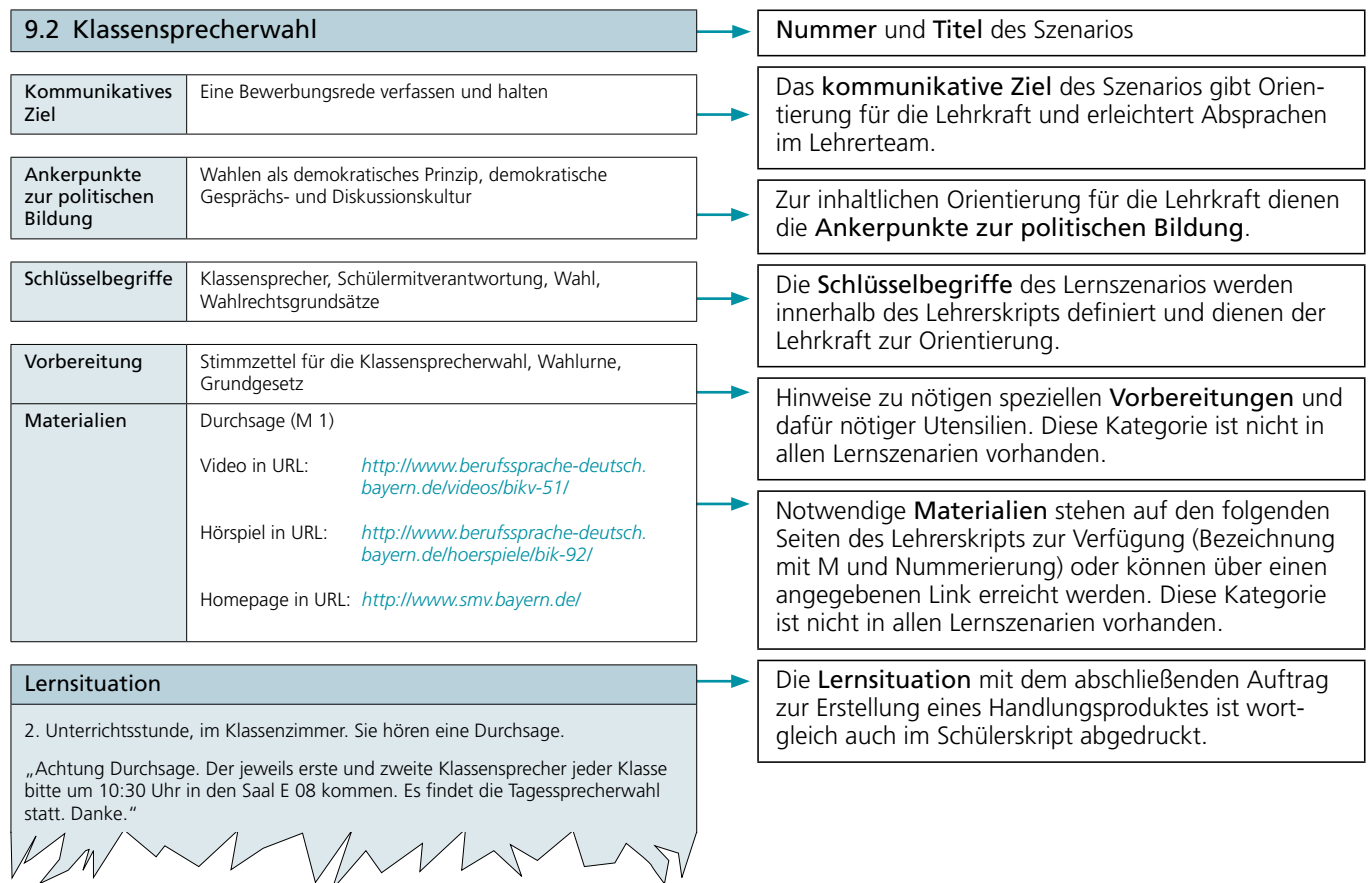 9.2 Klassensprecherwahl
Nummer und Titel des Szenarios
Kommunikatives
Ziel
Eine Bewerbungsrede verfassen und halten
Das kommunikative Ziel des Szenarios gibt Orien-
tierung für die Lehrkraft und erleichtert Absprachen
im Lehrerteam.
Ankerpunkte
zur politischen
Bildung
Wahlen als demokratisches Prinzip, demokratische
Gesprächs- und Diskussionskultur
Zur inhaltlichen Orientierung für die Lehrkraft dienen
die Ankerpunkte zur politischen Bildung.
Schlüsselbegriffe
Klassensprecher, Schülermitverantwortung, Wahl,
Wahlrechtsgrundsätze
Die Schlüsselbegriffe des Lernszenarios werden
innerhalb des Lehrerskripts definiert und dienen der
Lehrkraft zur Orientierung.
Vorbereitung
Stimmzettel für die Klassensprecherwahl, Wahlurne,
Grundgesetz
Hinweise zu nötigen speziellen Vorbereitungen und
dafür nötiger Utensilien. Diese Kategorie ist nicht in
allen Lernszenarien vorhanden.
Materialien
Durchsage (M 1)
Video in URL: http://www.berufssprache-deutsch.
bayern.de/videos/bikv-51/
Hörspiel in URL: http://www.berufssprache-deutsch.
bayern.de/hoerspiele/bik-92/
Homepage in URL: http://www.smv.bayern.de/
Notwendige Materialien stehen auf den folgenden
Seiten des Lehrerskripts zur Verfügung (Bezeichnung
mit M und Nummerierung) oder können über einen
angegebenen Link erreicht werden. Diese Kategorie
ist nicht in allen Lernszenarien vorhanden.
Lernsituation
2. Unterrichtsstunde, im Klassenzimmer. Sie hören eine Durchsage.
„Achtung Durchsage. Der jeweils erste und zweite Klassensprecher jeder Klasse
bitte um 10:30 Uhr in den Saal E 08 kommen. Es findet die Tagessprecherwahl
statt. Danke.“
Die Lernsituation mit dem abschließenden Auftrag
zur Erstellung eines Handlungsproduktes ist wort-
gleich auch im Schülerskript abgedruckt.